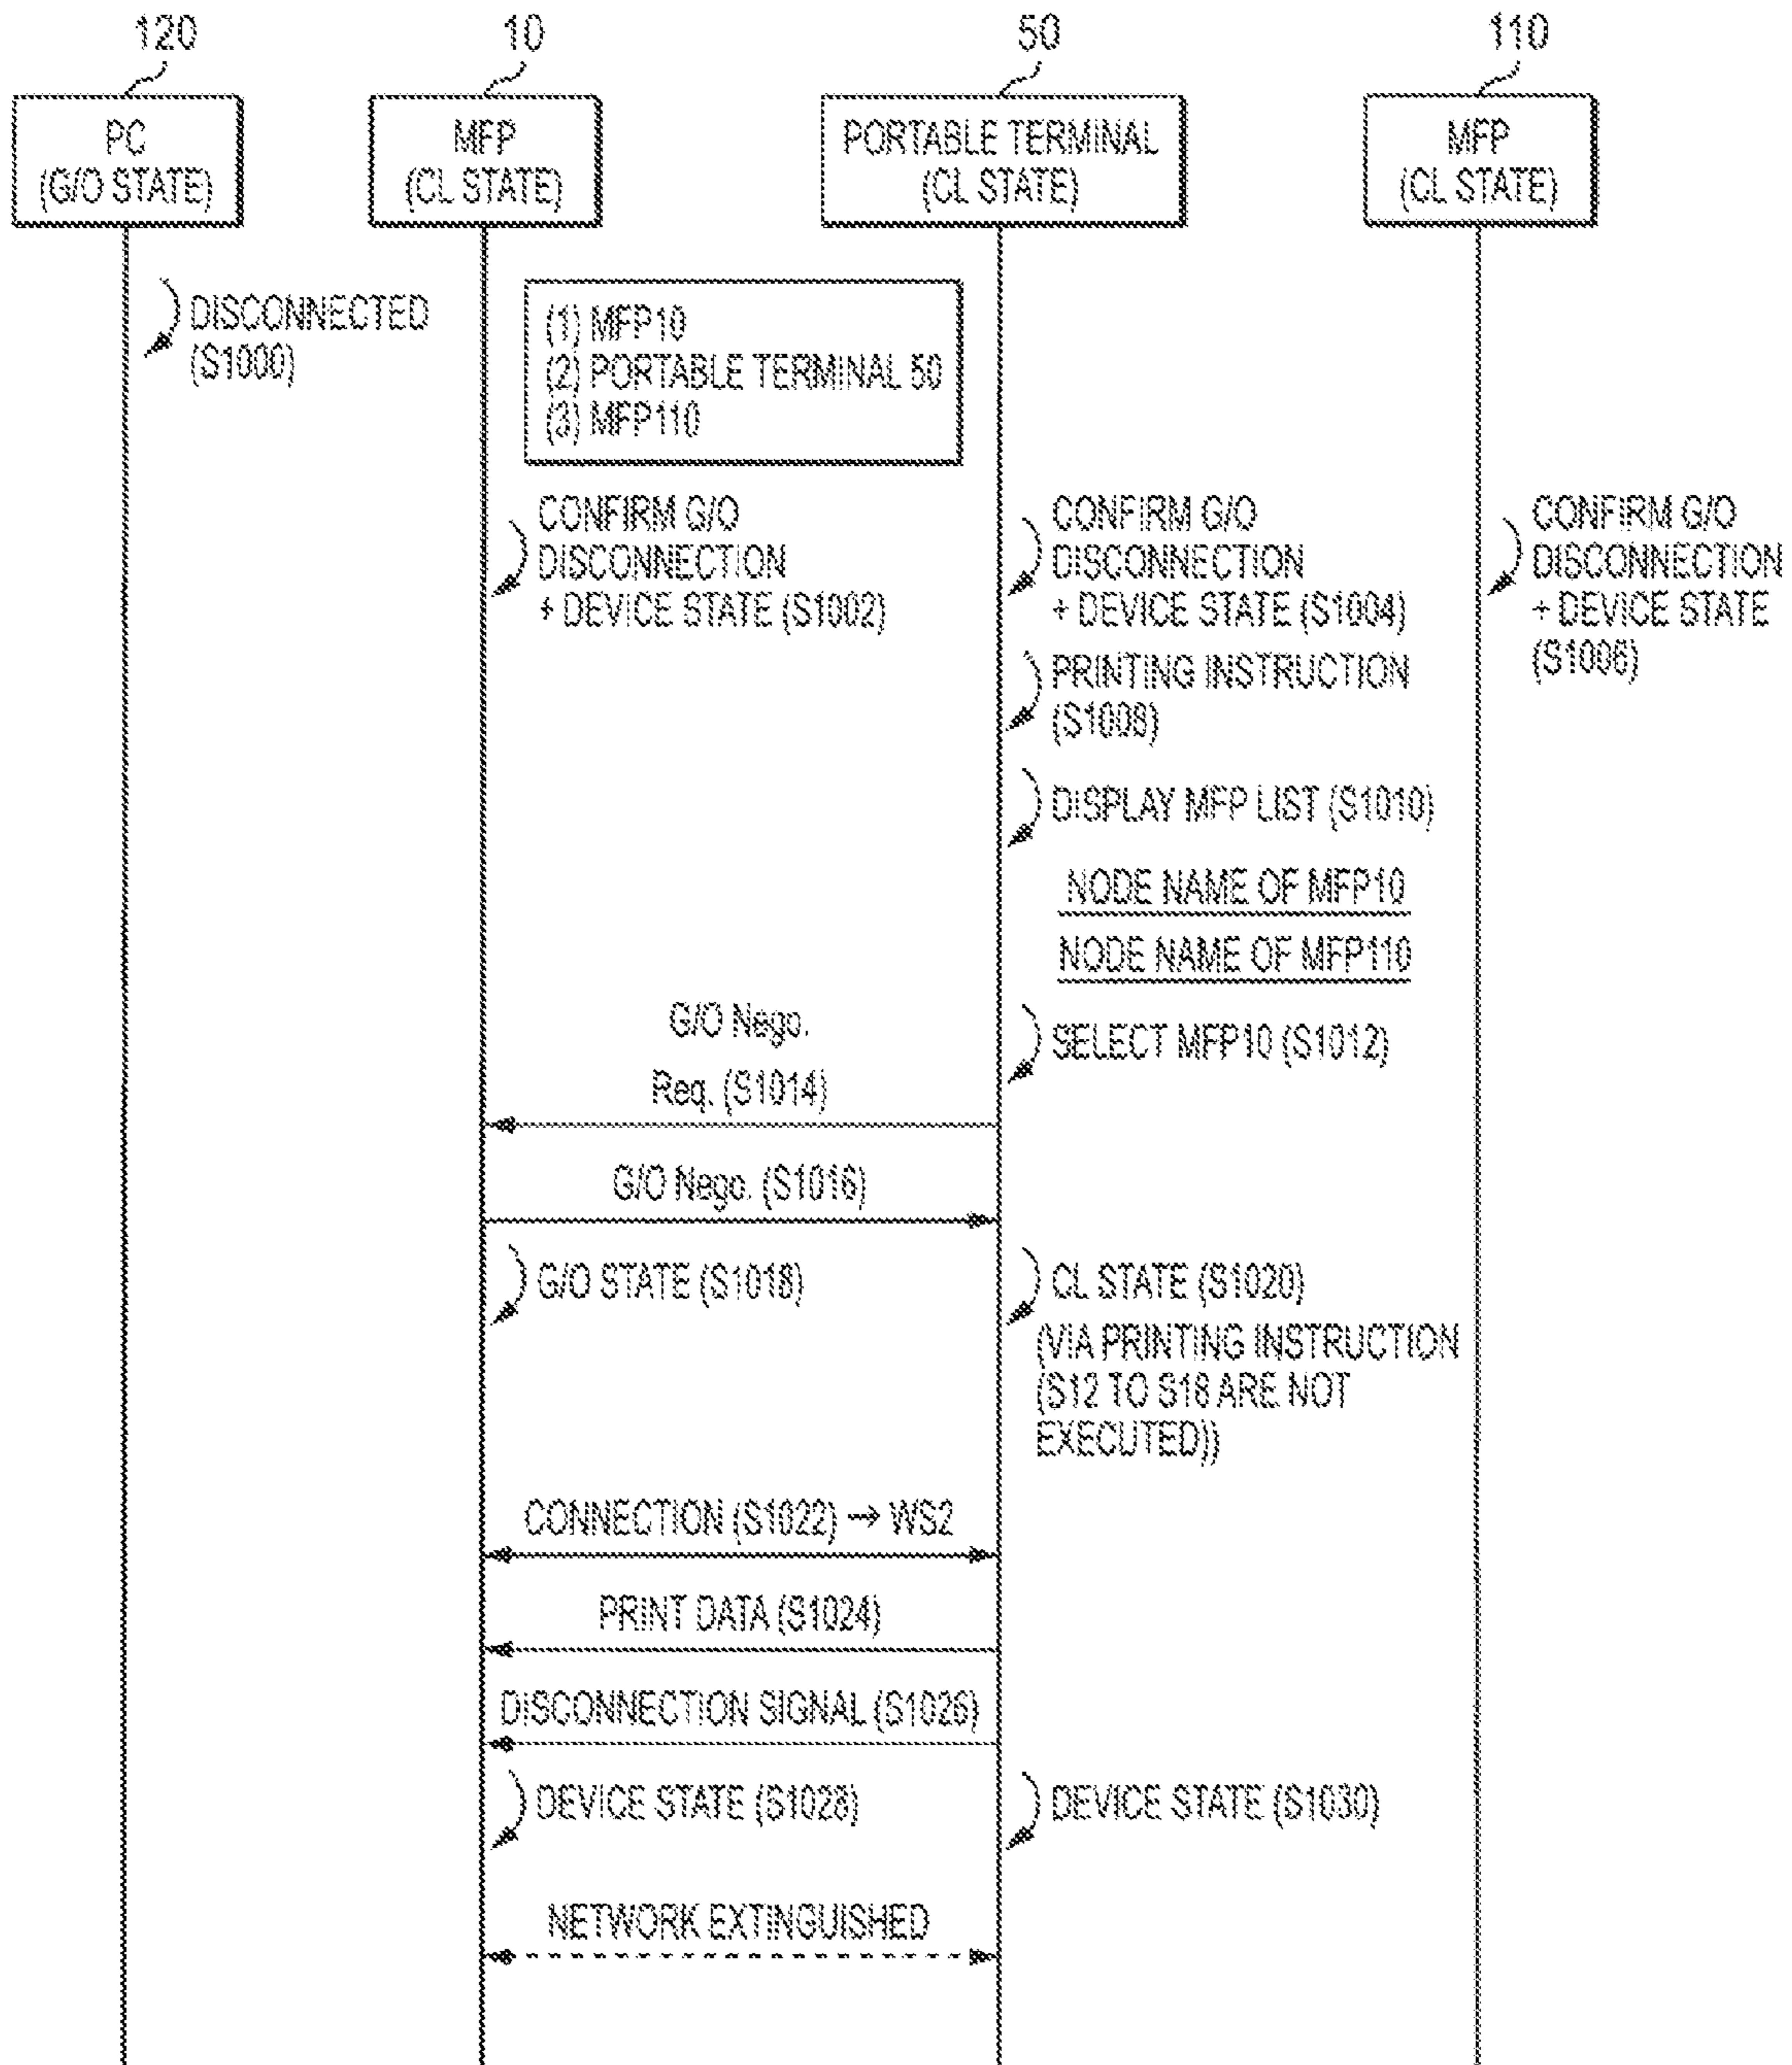 120
10
50
110
PC
(G/O STATE)
MFP
(CL STATE)
PORTABLE TERMINAL
(CL STATE)
MFP
(CL STATE)
DISCONNECTED
(S1000)
(1) MFP10
(2) PORTABLE TERMINAL 50
(3) MFP110
CONFIRM G/O
DISCONNECTION
+ DEVICE STATE (S1002)
CONFIRM G/O
DISCONNECTION
+ DEVICE STATE (S1004)
CONFIRM G/O
DISCONNECTION
+ DEVICE STATE
(S1006)
PRINTING INSTRUCTION
(S1008)
DISPLAY MFP LIST (S1010)
NODE NAME OF MFP10
NODE NAME OF MFP110
SELECT MFP10 (S1012)
G/O Nego.
Req. (S1014)
G/O Nego. (S1016)
G/O STATE (S1018)
CL STATE (S1020)
(VIA PRINTING INSTRUCTION
(S12 TO S18 ARE NOT
EXECUTED))
CONNECTION (S1022) → WS2
PRINT DATA (S1024)
DISCONNECTION SIGNAL (S1026)
DEVICE STATE (S1028)
DEVICE STATE (S1030)
NETWORK EXTINGUISHED